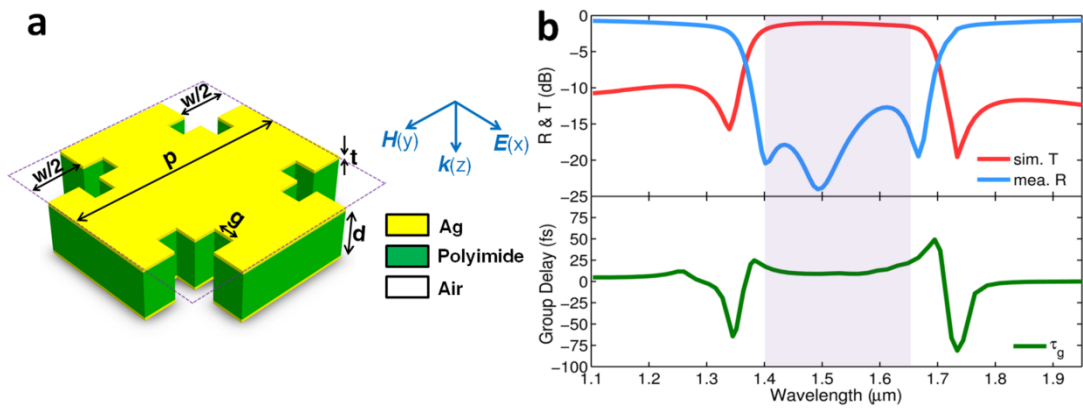 a
w/2
w/2
p
g
t
d
H(y)
k(z)
E(x)
Ag
Polyimide
Air
b
R & T (dB)
0
−5
−10
−15
−20
−25
sim. T
mea. R
Group Delay (fs)
75
50
25
0
−25
−50
−75
−100
τg
1.1 1.2 1.3 1.4 1.5 1.6 1.7 1.8 1.9
Wavelength (μm)